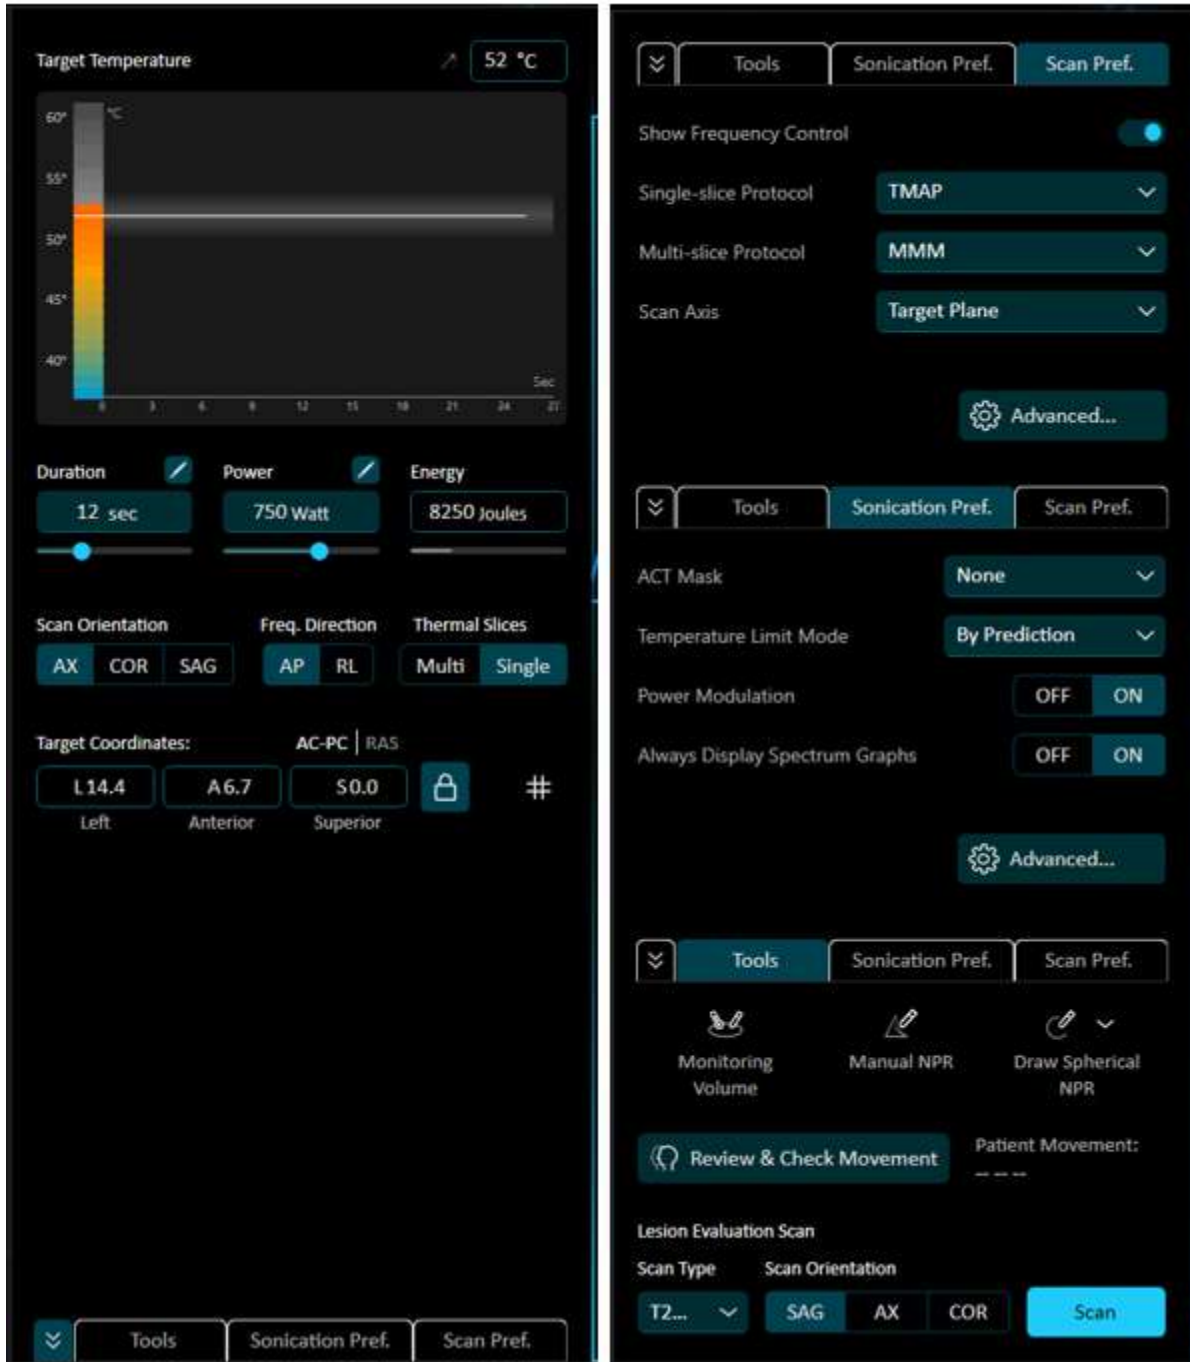 Target Temperature
52 °C
°C
60°
55°
50°
45°
40°
Sec
0 3 6 9 12 15 18 21 24 27
Duration Power Energy
12 sec 750 Watt 8250 Joules
Scan Orientation Freq. Direction Thermal Slices
AX COR SAG AP RL Multi Single
Target Coordinates: AC-PC | RAS
L14.4 A6.7 S0.0 #
Left Anterior Superior
Tools Sonication Pref. Scan Pref.
Tools Sonication Pref. Scan Pref.
Show Frequency Control
Single-slice Protocol TMAP
Multi-slice Protocol MMM
Scan Axis Target Plane
Advanced...
Tools Sonication Pref. Scan Pref.
ACT Mask None
Temperature Limit Mode By Prediction
Power Modulation OFF ON
Always Display Spectrum Graphs OFF ON
Advanced...
Tools Sonication Pref. Scan Pref.
Monitoring Manual NPR Draw Spherical
Volume NPR
Review & Check Movement Patient Movement:
-- -- --
Lesion Evaluation Scan
Scan Type Scan Orientation
T2... SAG AX COR Scan